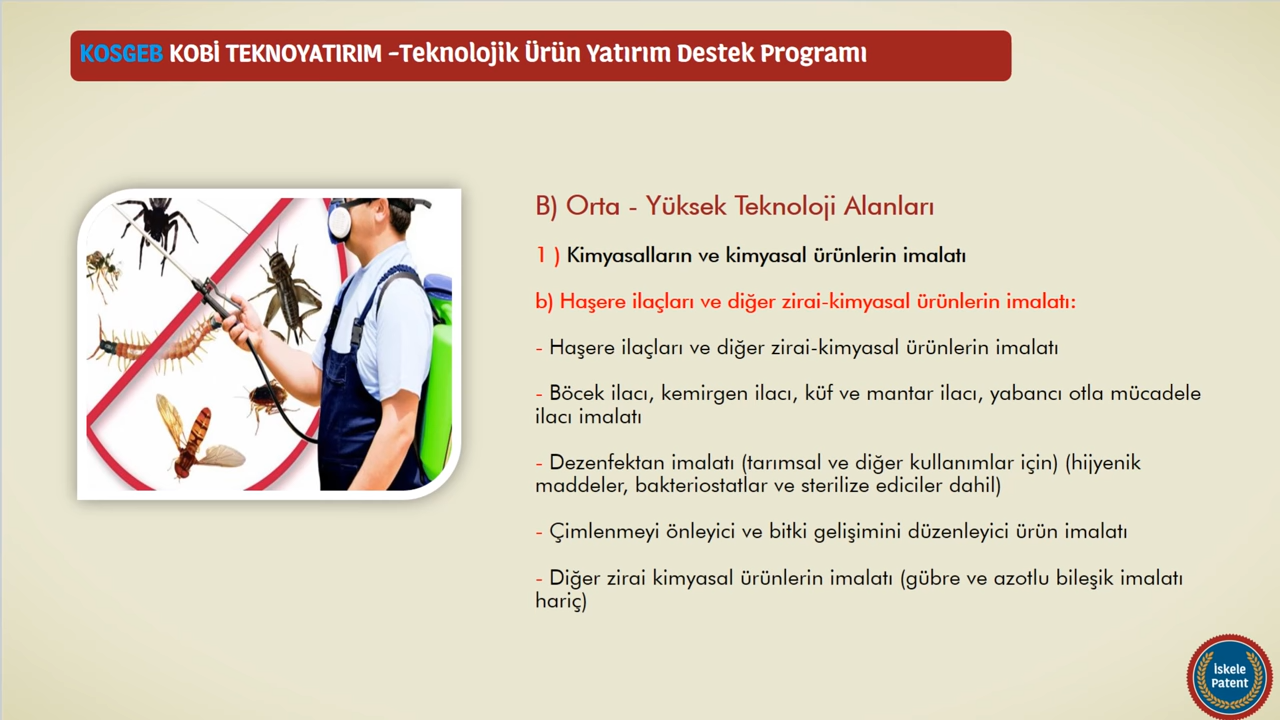 KOSGEB KOBİ TEKNOYATIRIM -Teknolojik Ürün Yatırım Destek Programı
B) Orta - Yüksek Teknoloji Alanları
1 ) Kimyasalların ve kimyasal ürünlerin imalatı
b) Haşere ilaçları ve diğer zirai-kimyasal ürünlerin imalatı:
- Haşere ilaçları ve diğer zirai-kimyasal ürünlerin imalatı
- Böcek ilacı, kemirgen ilacı, küf ve mantar ilacı, yabancı otla mücadele
ilacı imalatı
- Dezenfektan imalatı (tarımsal ve diğer kullanımlar için) (hijyenik
maddeler, bakteriostatlar ve sterilize ediciler dahil)
- Çimlenmeyi önleyici ve bitki gelişimini düzenleyici ürün imalatı
- Diğer zirai kimyasal ürünlerin imalatı (gübre ve azotlu bileşik imalatı
hariç)
İskele
Patent